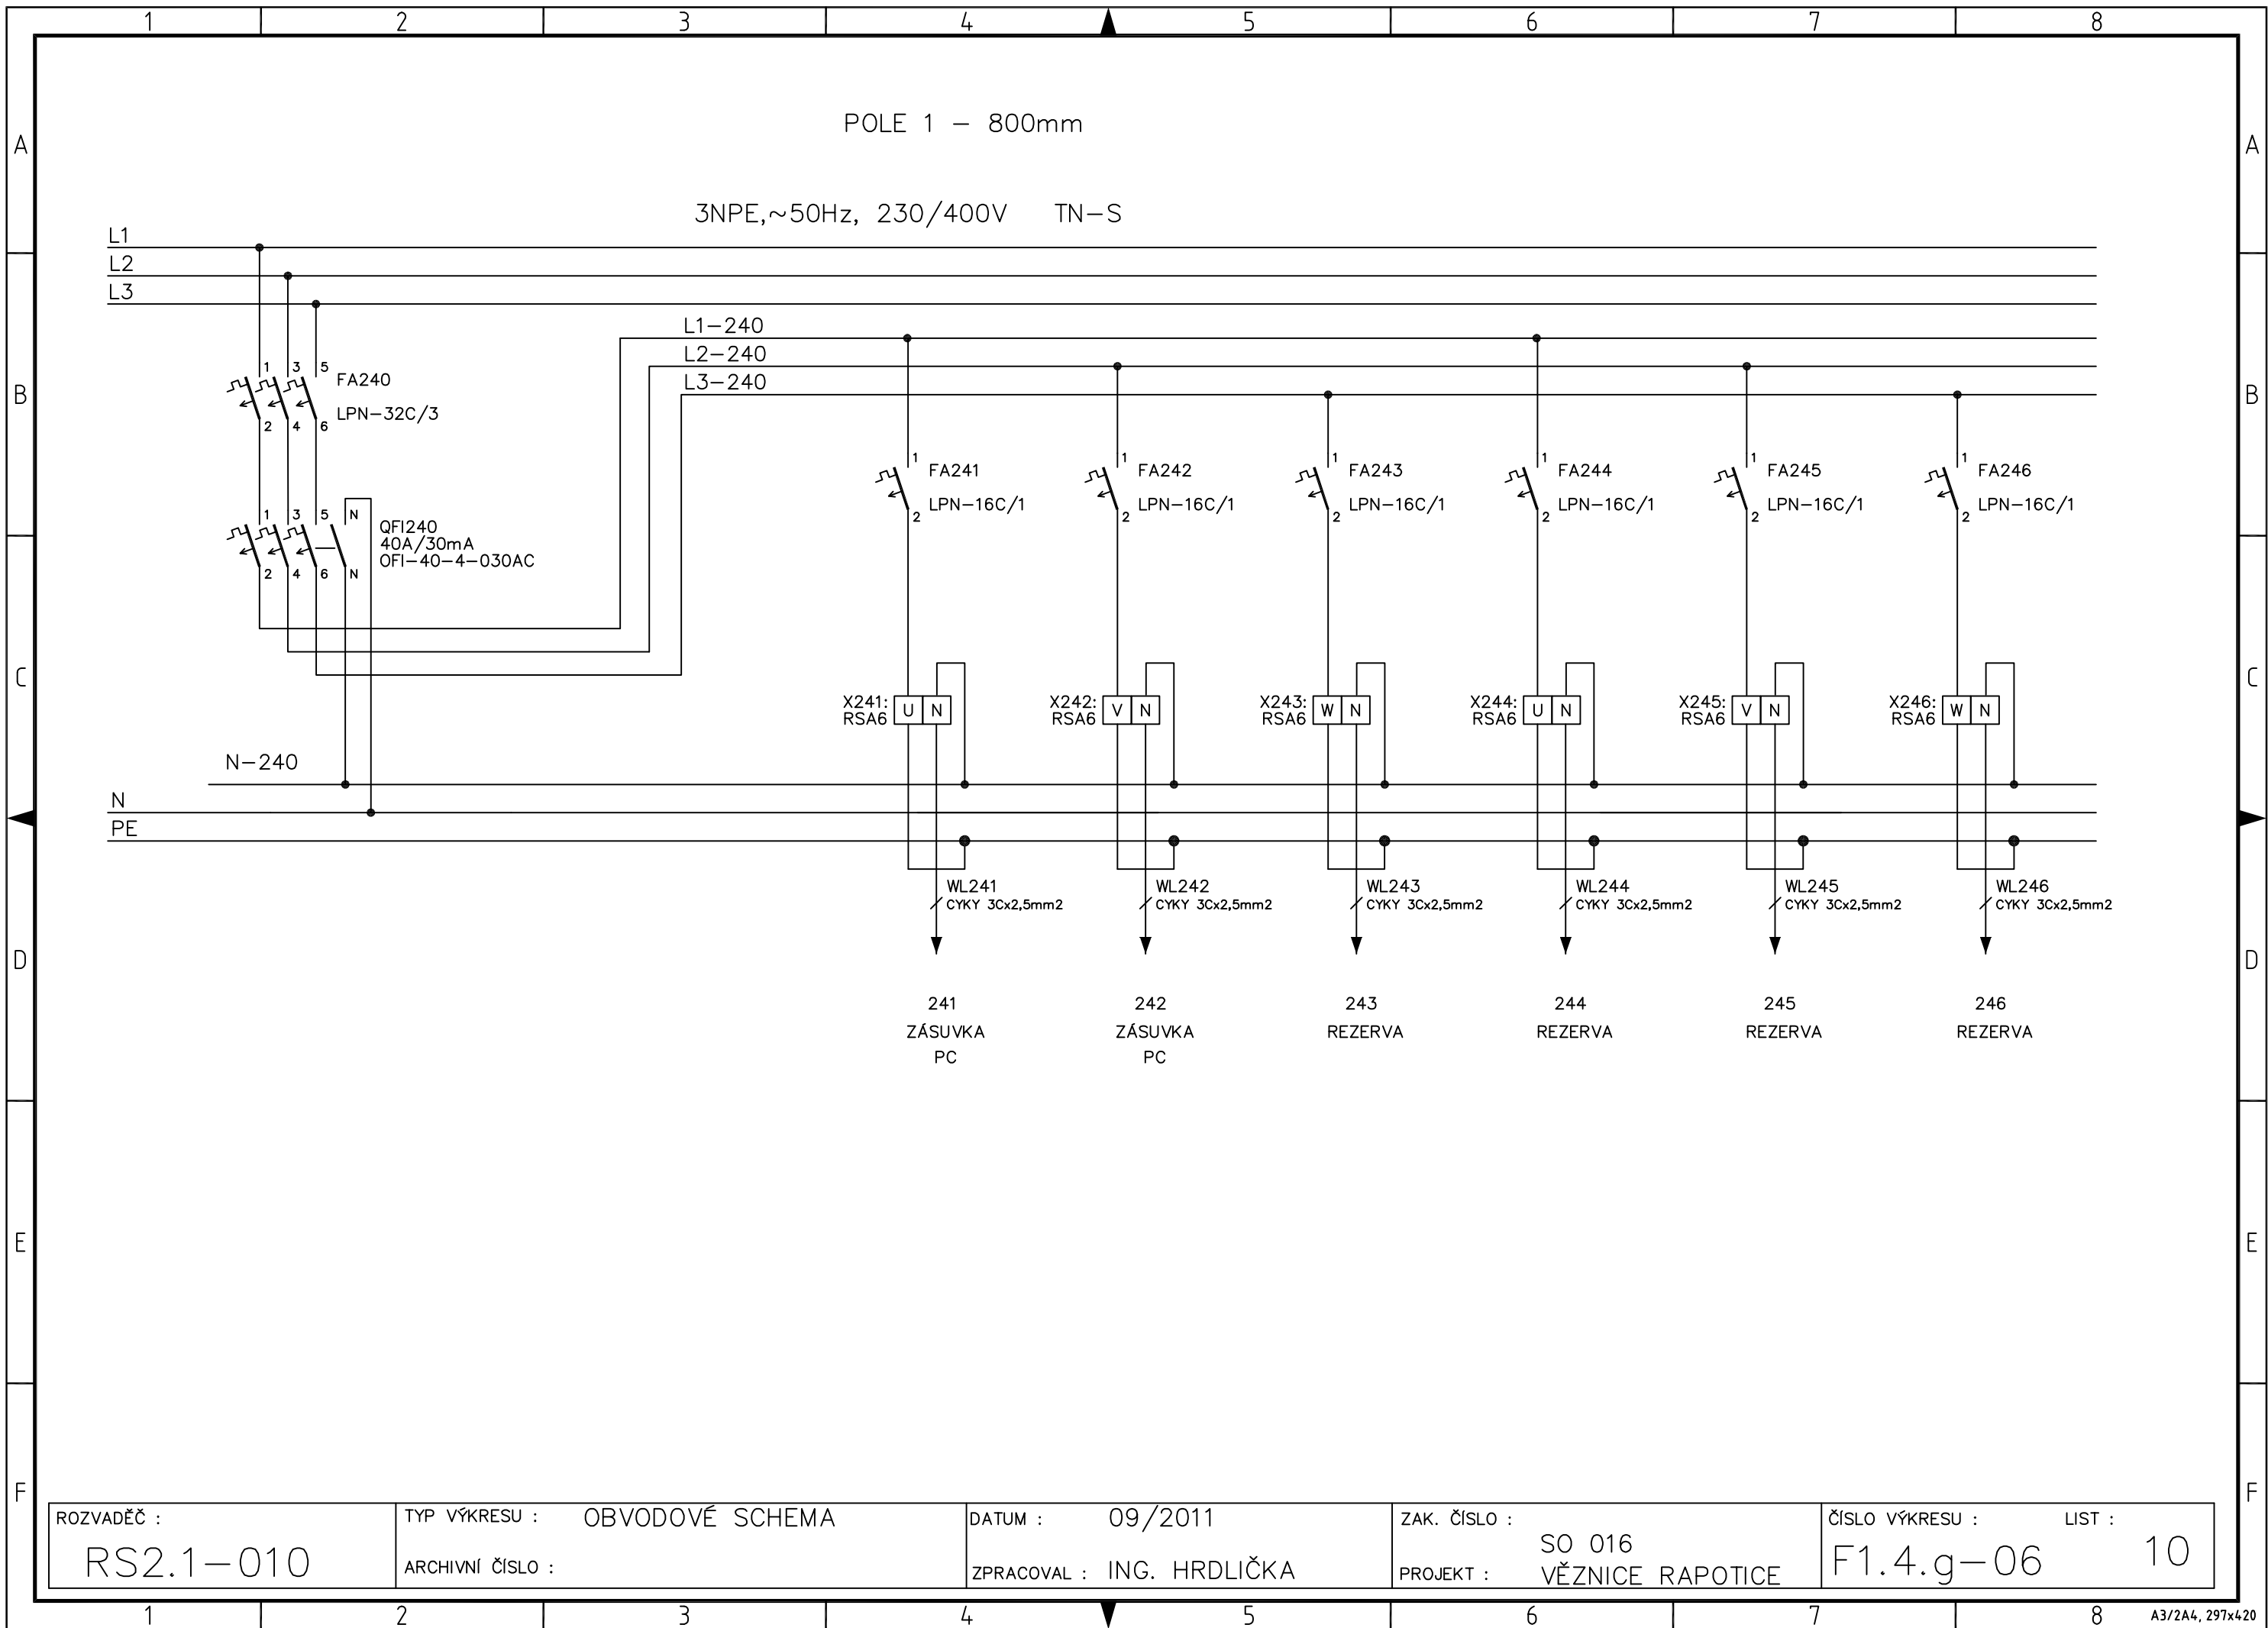 1 2 3 4 5 6 7 8
A A
POLE 1 - 800mm
3NPE,~50Hz, 230/400V TN-S
L1
L2
L3
L1-240
L2-240
L3-240
B B
1 3 5
FA240
LPN-32C/3
2 4 6
1 FA241 1 FA242 1 FA243 1 FA244 1 FA245 1 FA246
2 LPN-16C/1 2 LPN-16C/1 2 LPN-16C/1 2 LPN-16C/1 2 LPN-16C/1 2 LPN-16C/1
1 3 5 N
QFI240
40A/30mA
OFI-40-4-030AC
2 4 6 N
C C
X241: U N X242: V N X243: W N X244: U N X245: V N X246: W N
RSA6 RSA6 RSA6 RSA6 RSA6 RSA6
N-240
N
PE
WL241 WL242 WL243 WL244 WL245 WL246
CYKY 3Cx2,5mm2 CYKY 3Cx2,5mm2 CYKY 3Cx2,5mm2 CYKY 3Cx2,5mm2 CYKY 3Cx2,5mm2 CYKY 3Cx2,5mm2
D D
241 242 243 244 245 246
ZÁSUVKA ZÁSUVKA REZERVA REZERVA REZERVA REZERVA
PC PC
E E
F F
ROZVADĚČ :
RS2.1-010
TYP VÝKRESU : OBVODOVÉ SCHEMA
ARCHIVNÍ ČÍSLO :
DATUM : 09/2011
ZPRACOVAL : ING. HRDLIČKA
ZAK. ČÍSLO :
SO 016
PROJEKT : VĚZNICE RAPOTICE
ČÍSLO VÝKRESU : LIST :
F1.4.g-06 10
1 2 3 4 5 6 7 8
A3/2A4, 297x420